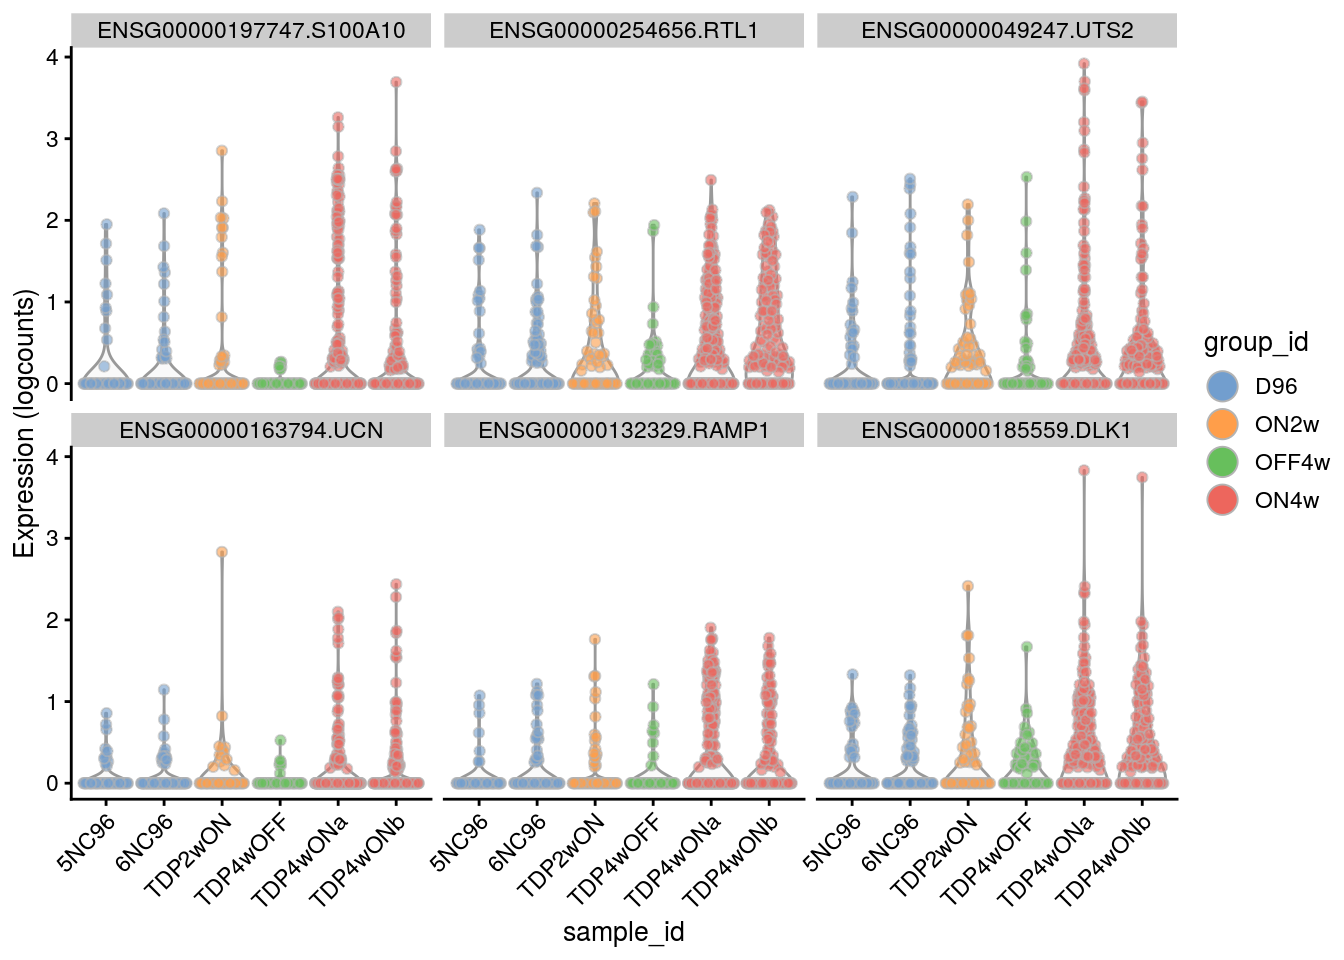 ENSG00000197747.S100A10 ENSG00000254656.RTL1 ENSG00000049247.UTS2
4
3
2
1
0
ENSG00000163794.UCN ENSG00000132329.RAMP1 ENSG00000185559.DLK1
4
3
2
1
0
Expression (logcounts)
5NC96 6NC96 TDP2wON TDP4wOFF TDP4wONa TDP4wONb 5NC96 6NC96 TDP2wON TDP4wOFF TDP4wONa TDP4wONb 5NC96 6NC96 TDP2wON TDP4wOFF TDP4wONa TDP4wONb
sample_id
group_id
D96
ON2w
OFF4w
ON4w